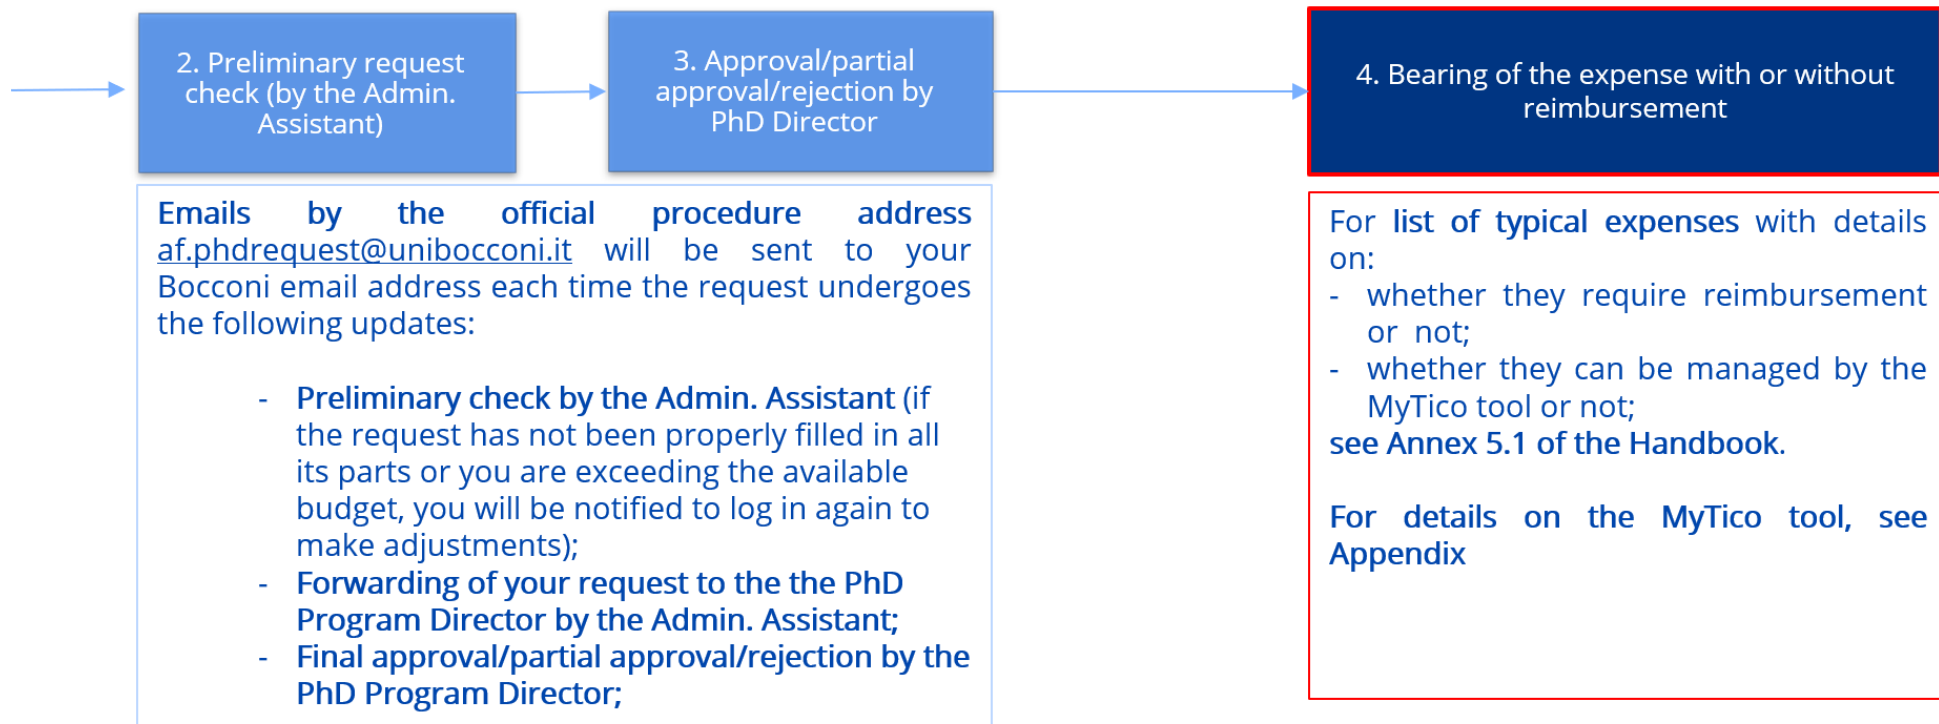 2. Preliminary request
check (by the Admin.
Assistant)
3. Approval/partial
approval/rejection by
PhD Director
4. Bearing of the expense with or without
reimbursement
Emails by the official procedure address
af.phdrequest@unibocconi.it will be sent to your
Bocconi email address each time the request undergoes
the following updates:
- Preliminary check by the Admin. Assistant (if
the request has not been properly filled in all
its parts or you are exceeding the available
budget, you will be notified to log in again to
make adjustments);
- Forwarding of your request to the the PhD
Program Director by the Admin. Assistant;
- Final approval/partial approval/rejection by the
PhD Program Director;
For list of typical expenses with details
on:
- whether they require reimbursement
or not;
- whether they can be managed by the
MyTico tool or not;
see Annex 5.1 of the Handbook.
For details on the MyTico tool, see
Appendix